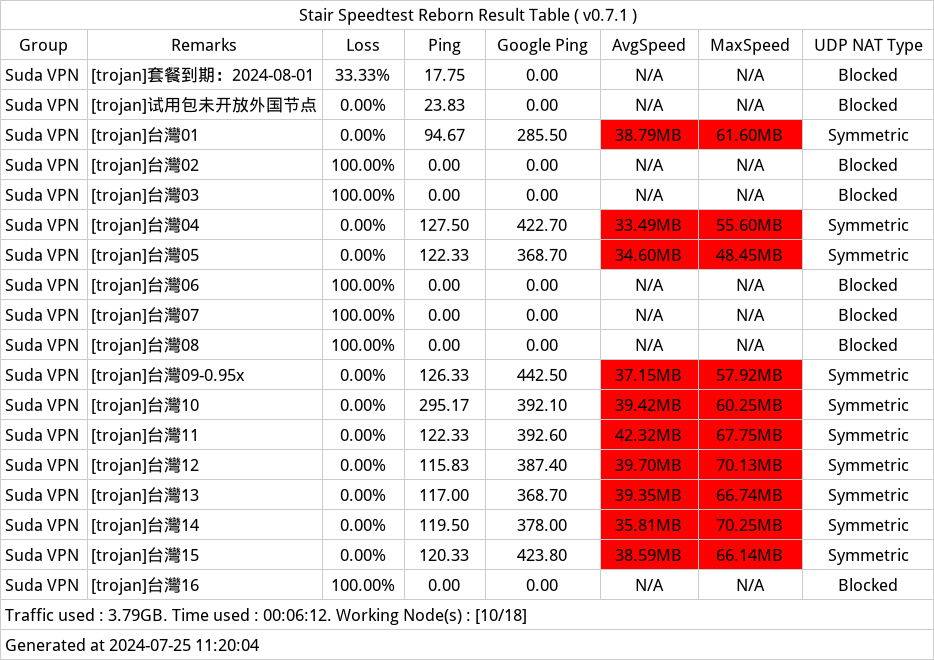 Stair Speedtest Reborn Result Table ( v0.7.1 )
Group Remarks Loss Ping Google Ping AvgSpeed MaxSpeed UDP NAT Type
Suda VPN [trojan]套餐到期：2024-08-01 33.33% 17.75 0.00 N/A N/A Blocked
Suda VPN [trojan]试用包未开放外国节点 0.00% 23.83 0.00 N/A N/A Blocked
Suda VPN [trojan]台灣01 0.00% 94.67 285.50 38.79MB 61.60MB Symmetric
Suda VPN [trojan]台灣02 100.00% 0.00 0.00 N/A N/A Blocked
Suda VPN [trojan]台灣03 100.00% 0.00 0.00 N/A N/A Blocked
Suda VPN [trojan]台灣04 0.00% 127.50 422.70 33.49MB 55.60MB Symmetric
Suda VPN [trojan]台灣05 0.00% 122.33 368.70 34.60MB 48.45MB Symmetric
Suda VPN [trojan]台灣06 100.00% 0.00 0.00 N/A N/A Blocked
Suda VPN [trojan]台灣07 100.00% 0.00 0.00 N/A N/A Blocked
Suda VPN [trojan]台灣08 100.00% 0.00 0.00 N/A N/A Blocked
Suda VPN [trojan]台灣09-0.95x 0.00% 126.33 442.50 37.15MB 57.92MB Symmetric
Suda VPN [trojan]台灣10 0.00% 295.17 392.10 39.42MB 60.25MB Symmetric
Suda VPN [trojan]台灣11 0.00% 122.33 392.60 42.32MB 67.75MB Symmetric
Suda VPN [trojan]台灣12 0.00% 115.83 387.40 39.70MB 70.13MB Symmetric
Suda VPN [trojan]台灣13 0.00% 117.00 368.70 39.35MB 66.74MB Symmetric
Suda VPN [trojan]台灣14 0.00% 119.50 378.00 35.81MB 70.25MB Symmetric
Suda VPN [trojan]台灣15 0.00% 120.33 423.80 38.59MB 66.14MB Symmetric
Suda VPN [trojan]台灣16 100.00% 0.00 0.00 N/A N/A Blocked
Traffic used : 3.79GB. Time used : 00:06:12. Working Node(s) : [10/18]
Generated at 2024-07-25 11:20:04